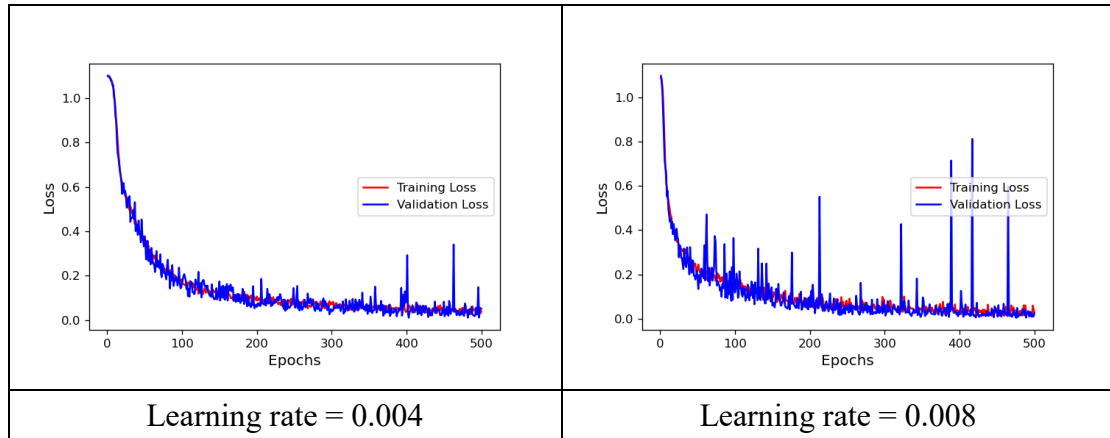 1.0
0.8
0.6
0.4
0.2
0.0
Loss
Training Loss
Validation Loss
0 100 200 300 400 500
Epochs
1.0
0.8
0.6
0.4
0.2
0.0
Loss
Training Loss
Validation Loss
0 100 200 300 400 500
Epochs
Learning rate = 0.004
Learning rate = 0.008